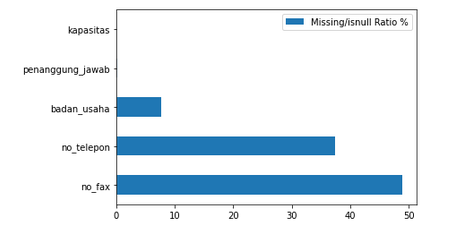 Missing/isnull Ratio %
kapasitas
penanggung_jawab
badan_usaha
no_telepon
no_fax
0 10 20 30 40 50